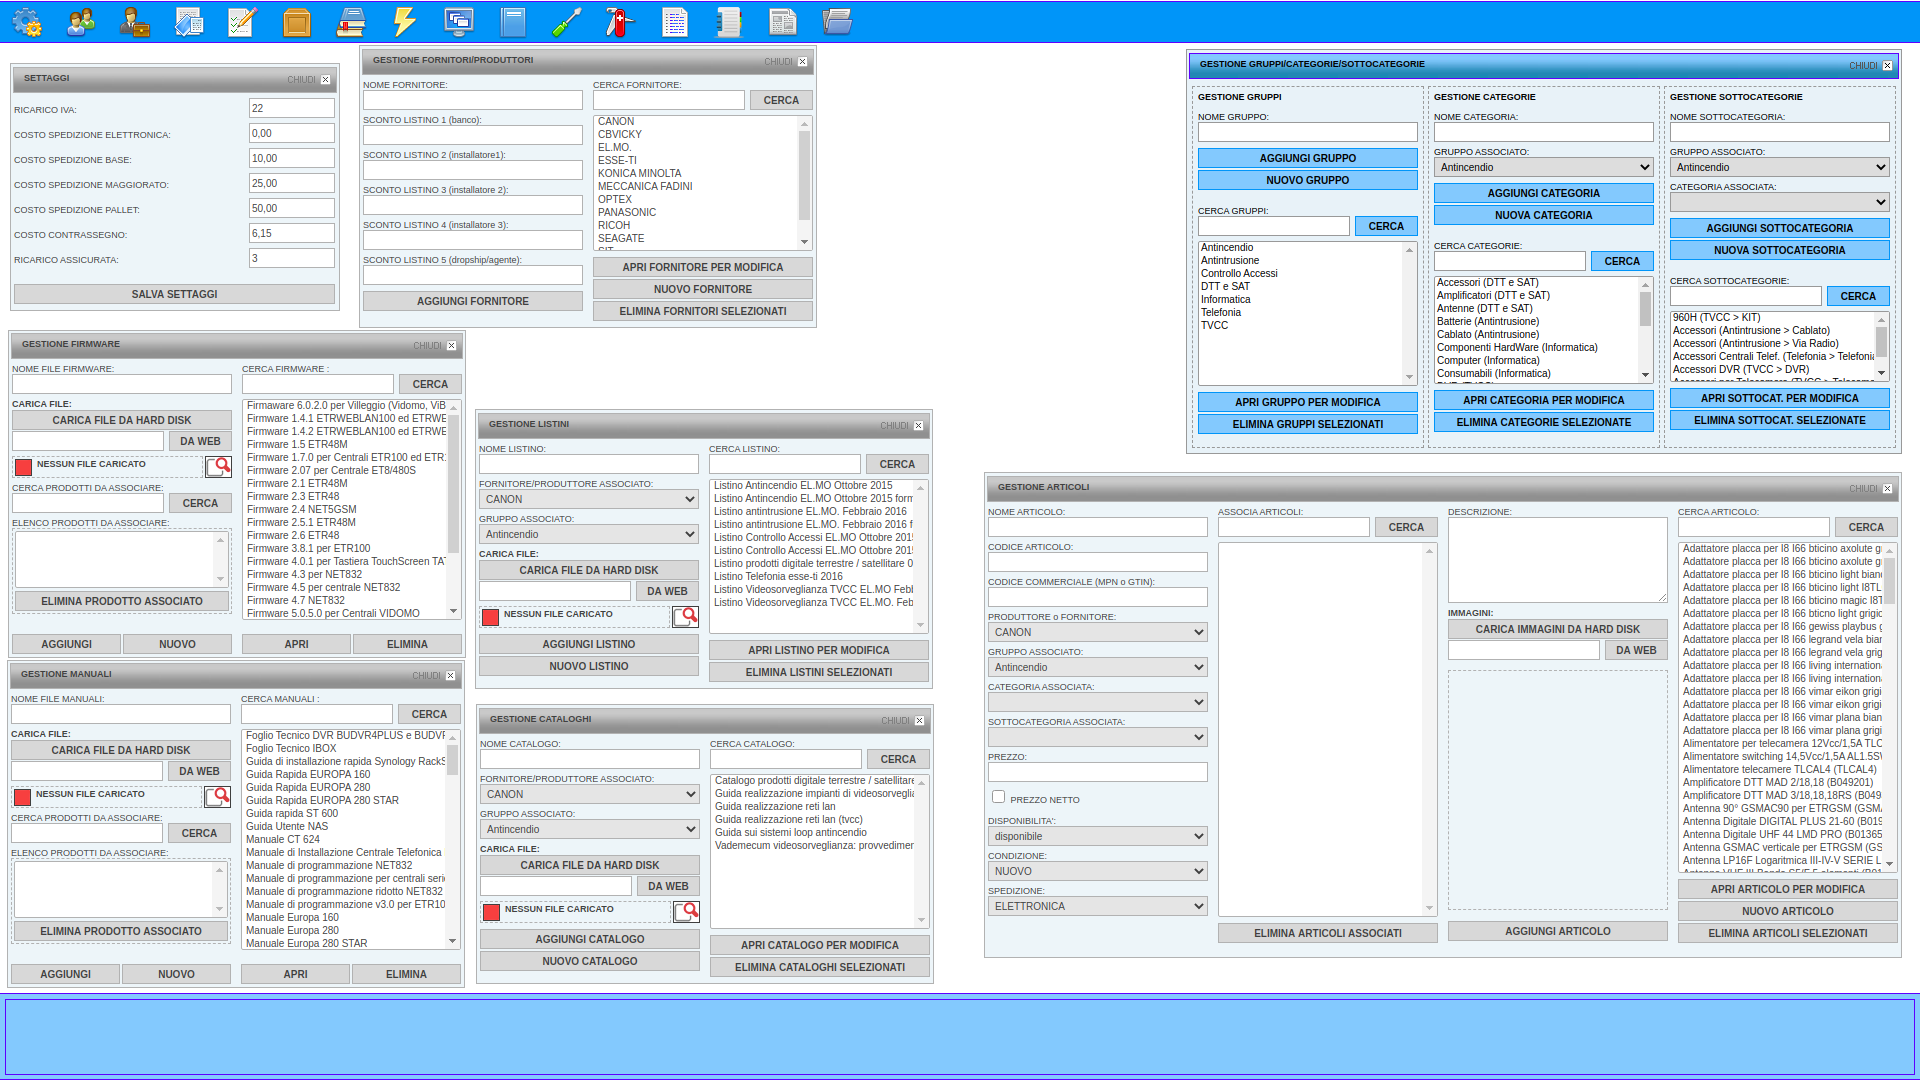 SETTAGGI
CHIUDI
RICARICO IVA:
22
COSTO SPEDIZIONE ELETTRONICA:
0,00
COSTO SPEDIZIONE BASE:
10,00
COSTO SPEDIZIONE MAGGIORATO:
25,00
COSTO SPEDIZIONE PALLET:
50,00
COSTO CONTRASSEGNO:
6,15
RICARICO ASSICURATA:
3
SALVA SETTAGGI
GESTIONE FORNITORI/PRODUTTORI
CHIUDI
NOME FORNITORE:
SCONTO LISTINO 1 (banco):
SCONTO LISTINO 2 (installatore1):
SCONTO LISTINO 3 (installatore 2):
SCONTO LISTINO 4 (installatore 3):
SCONTO LISTINO 5 (dropship/agente):
AGGIUNGI FORNITORE
CERCA FORNITORE:
CERCA
CANON
CBVICKY
EL.MO.
ESSE-TI
KONICA MINOLTA
MECCANICA FADINI
OPTEX
PANASONIC
RICOH
SEAGATE
APRI FORNITORE PER MODIFICA
NUOVO FORNITORE
ELIMINA FORNITORI SELEZIONATI
GESTIONE GRUPPI/CATEGORIE/SOTTOCATEGORIE
CHIUDI
GESTIONE GRUPPI
NOME GRUPPO:
AGGIUNGI GRUPPO
NUOVO GRUPPO
CERCA GRUPPI:
CERCA
Antincendio
Antintrusione
Controllo Accessi
DTT e SAT
Informatica
Telefonia
TVCC
APRI GRUPPO PER MODIFICA
ELIMINA GRUPPI SELEZIONATI
GESTIONE CATEGORIE
NOME CATEGORIA:
GRUPPO ASSOCIATO:
Antincendio
AGGIUNGI CATEGORIA
NUOVA CATEGORIA
CERCA CATEGORIE:
CERCA
Accessori (DTT e SAT)
Amplificatori (DTT e SAT)
Antenne (DTT e SAT)
Batterie (Antintrusione)
Cablato (Antintrusione)
Componenti HardWare (Informatica)
Computer (Informatica)
Consumabili (Informatica)
APRI CATEGORIA PER MODIFICA
ELIMINA CATEGORIE SELEZIONATE
GESTIONE SOTTOCATEGORIE
NOME SOTTOCATEGORIA:
GRUPPO ASSOCIATO:
Antincendio
CATEGORIA ASSOCIATA:
AGGIUNGI SOTTOCATEGORIA
NUOVA SOTTOCATEGORIA
CERCA SOTTOCATEGORIE:
CERCA
960H (TVCC > KIT)
Accessori (Antintrusione > Cablato)
Accessori (Antintrusione > Via Radio)
Accessori Centrali Telef. (Telefonia > Telefonia
Accessori DVR (TVCC > DVR)
APRI SOTTOCAT. PER MODIFICA
ELIMINA SOTTOCAT. SELEZIONATE
GESTIONE FIRMWARE
CHIUDI
NOME FILE FIRMWARE:
CARICA FILE:
CARICA FILE DA HARD DISK
DA WEB
NESSUN FILE CARICATO
CERCA PRODOTTI DA ASSOCIARE:
CERCA
ELENCO PRODOTTI DA ASSOCIARE:
ELIMINA PRODOTTO ASSOCIATO
AGGIUNGI
NUOVO
CERCA FIRMWARE :
CERCA
Firmaware 6.0.2.0 per Villeggio (Vidomo, ViB
Firmware 1.4.1 ETRWEBLAN100 ed ETRWE
Firmware 1.4.2 ETRWEBLAN100 ed ETRWE
Firmware 1.5 ETR48M
Firmware 1.7.0 per Centrali ETR100 ed ETR
Firmware 2.07 per Centrale ET8/480S
Firmware 2.1 ETR48M
Firmware 2.3 ETR48
Firmware 2.4 NET5GSM
Firmware 2.5.1 ETR48M
Firmware 2.6 ETR48
Firmware 3.8.1 per ETR100
Firmware 4.0.1 per Tastiera TouchScreen TA
Firmware 4.3 per NET832
Firmware 4.5 per centrale NET832
Firmware 4.7 NET832
Firmware 5.0.5.0 per Centrali VIDOMO
APRI
ELIMINA
GESTIONE MANUALI
CHIUDI
NOME FILE MANUALI:
CARICA FILE:
CARICA FILE DA HARD DISK
DA WEB
NESSUN FILE CARICATO
CERCA PRODOTTI DA ASSOCIARE:
CERCA
ELENCO PRODOTTI DA ASSOCIARE:
ELIMINA PRODOTTO ASSOCIATO
AGGIUNGI
NUOVO
CERCA MANUALI :
CERCA
Foglio Tecnico DVR BUDVR4PLUS e BUDVF
Foglio Tecnico IBOX
Guida di installazione rapida Synology RackS
Guida Rapida EUROPA 160
Guida Rapida EUROPA 280
Guida Rapida EUROPA 280 STAR
Guida rapida ST 600
Guida Utente NAS
Manuale CT 624
Manuale di Installazione Centrale Telefonica
Manuale di programmazione NET832
Manuale di programmazione per centrali seri
Manuale di programmazione ridotto NET832
Manuale di programmazione v3.0 per ETR10
Manuale Europa 160
Manuale Europa 280
Manuale Europa 280 STAR
APRI
ELIMINA
GESTIONE LISTINI
CHIUDI
NOME LISTINO:
FORNITORE/PRODUTTORE ASSOCIATO:
CANON
GRUPPO ASSOCIATO:
Antincendio
CARICA FILE:
CARICA FILE DA HARD DISK
DA WEB
NESSUN FILE CARICATO
AGGIUNGI LISTINO
NUOVO LISTINO
CERCA LISTINO:
CERCA
Listino Antincendio EL.MO Ottobre 2015
Listino Antincendio EL.MO Ottobre 2015 form
Listino antintrusione EL.MO. Febbraio 2016
Listino antintrusione EL.MO. Febbraio 2016 f
Listino Controllo Accessi EL.MO Ottobre 2015
Listino Controllo Accessi EL.MO Ottobre 2015
Listino prodotti digitale terrestre / satellitare 0
Listino Telefonia esse-ti 2016
Listino Videosorveglianza TVCC EL.MO Febl
Listino Videosorveglianza TVCC EL.MO. Feb
APRI LISTINO PER MODIFICA
ELIMINA LISTINI SELEZIONATI
GESTIONE CATALOGHI
CHIUDI
NOME CATALOGO:
FORNITORE/PRODUTTORE ASSOCIATO:
CANON
GRUPPO ASSOCIATO:
Antincendio
CARICA FILE:
CARICA FILE DA HARD DISK
DA WEB
NESSUN FILE CARICATO
AGGIUNGI CATALOGO
NUOVO CATALOGO
CERCA CATALOGO:
CERCA
Catalogo prodotti digitale terrestre / satellitare
Guida realizzazione impianti di videosorveglia
Guida realizzazione reti lan
Guida realizzazione reti lan (tvcc)
Guida sui sistemi loop antincendio
Vademecum videosorveglianza: provvedimer
APRI CATALOGO PER MODIFICA
ELIMINA CATALOGHI SELEZIONATI
GESTIONE ARTICOLI
CHIUDI
NOME ARTICOLO:
CODICE ARTICOLO:
CODICE COMMERCIALE (MPN o GTIN):
PRODUTTORE o FORNITORE:
CANON
GRUPPO ASSOCIATO:
Antincendio
CATEGORIA ASSOCIATA:
SOTTOCATEGORIA ASSOCIATA:
PREZZO:
PREZZO NETTO
DISPONIBILITA':
disponibile
CONDIZIONE:
NUOVO
SPEDIZIONE:
ELETTRONICA
ASSOCIA ARTICOLI:
CERCA
ELIMINA ARTICOLI ASSOCIATI
DESCRIZIONE:
IMMAGINI:
CARICA IMMAGINI DA HARD DISK
DA WEB
AGGIUNGI ARTICOLO
CERCA ARTICOLO:
CERCA
Adattatore placca per I8 I66 bticino axolute gr
Adattatore placca per I8 I66 bticino axolute gr
Adattatore placca per I8 I66 bticino light bianc
Adattatore placca per I8 I66 bticino light I8TL
Adattatore placca per I8 I66 bticino magic I8T
Adattatore placca per I8 I66 bticno light grigic
Adattatore placca per I8 I66 gewiss playbus g
Adattatore placca per I8 I66 legrand vela bian
Adattatore placca per I8 I66 legrand vela grig
Adattatore placca per I8 I66 living internation
Adattatore placca per I8 I66 living internation
Adattatore placca per I8 I66 vimar eikon grigi
Adattatore placca per I8 I66 vimar eikon grigi
Adattatore placca per I8 I66 vimar plana bian
Adattatore placca per I8 I66 vimar plana grigi
Alimentatore per telecamera 12Vcc/1,5A TLC
Alimentatore switching 14,5Vcc/1,5A AL1.5SW
Alimentatore telecamere TLCAL4 (TLCAL4)
Amplificatore DTT MAD 2/18,18 (B049201)
Amplificatore DTT MAD 3/18,18,18RS (B049
Antenna 90° GSMAC90 per ETRGSM (GSMA
Antenna Digitale DIGITAL PLUS 21-60 (B019
Antenna Digitale UHF 44 LMD PRO (B01365
Antenna GSMAC verticale per ETRGSM (GS
Antenna LP16F Logaritmica III-IV-V SERIE L
APRI ARTICOLO PER MODIFICA
NUOVO ARTICOLO
ELIMINA ARTICOLI SELEZIONATI